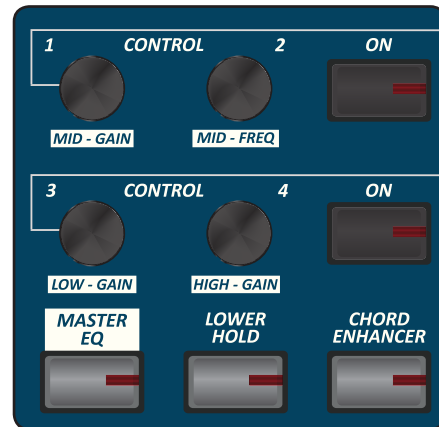 1 CONTROL 2 ON
MID - GAIN MID - FREQ
3 CONTROL 4 ON
LOW - GAIN HIGH - GAIN
MASTER EQ LOWER HOLD CHORD ENHANCER